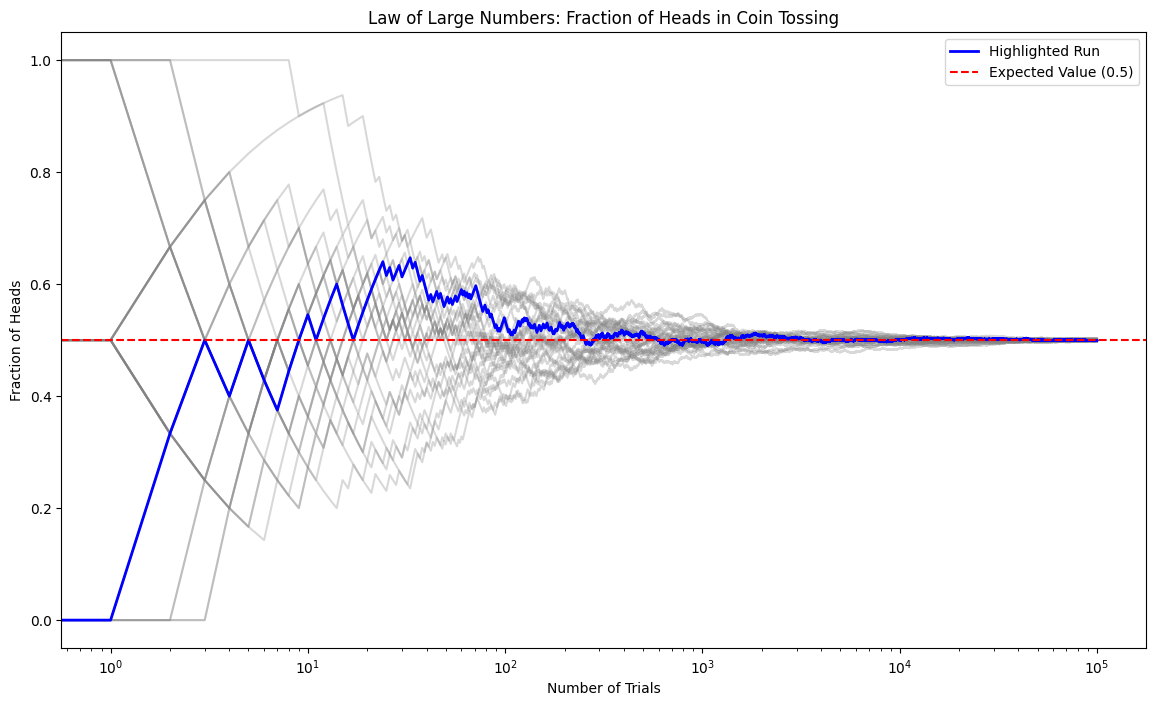 Law of Large Numbers: Fraction of Heads in Coin Tossing
Highlighted Run
Expected Value (0.5)
Fraction of Heads
1.0
0.8
0.6
0.4
0.2
0.0
10⁰
10¹
10²
10³
10⁴
10⁵
Number of Trials